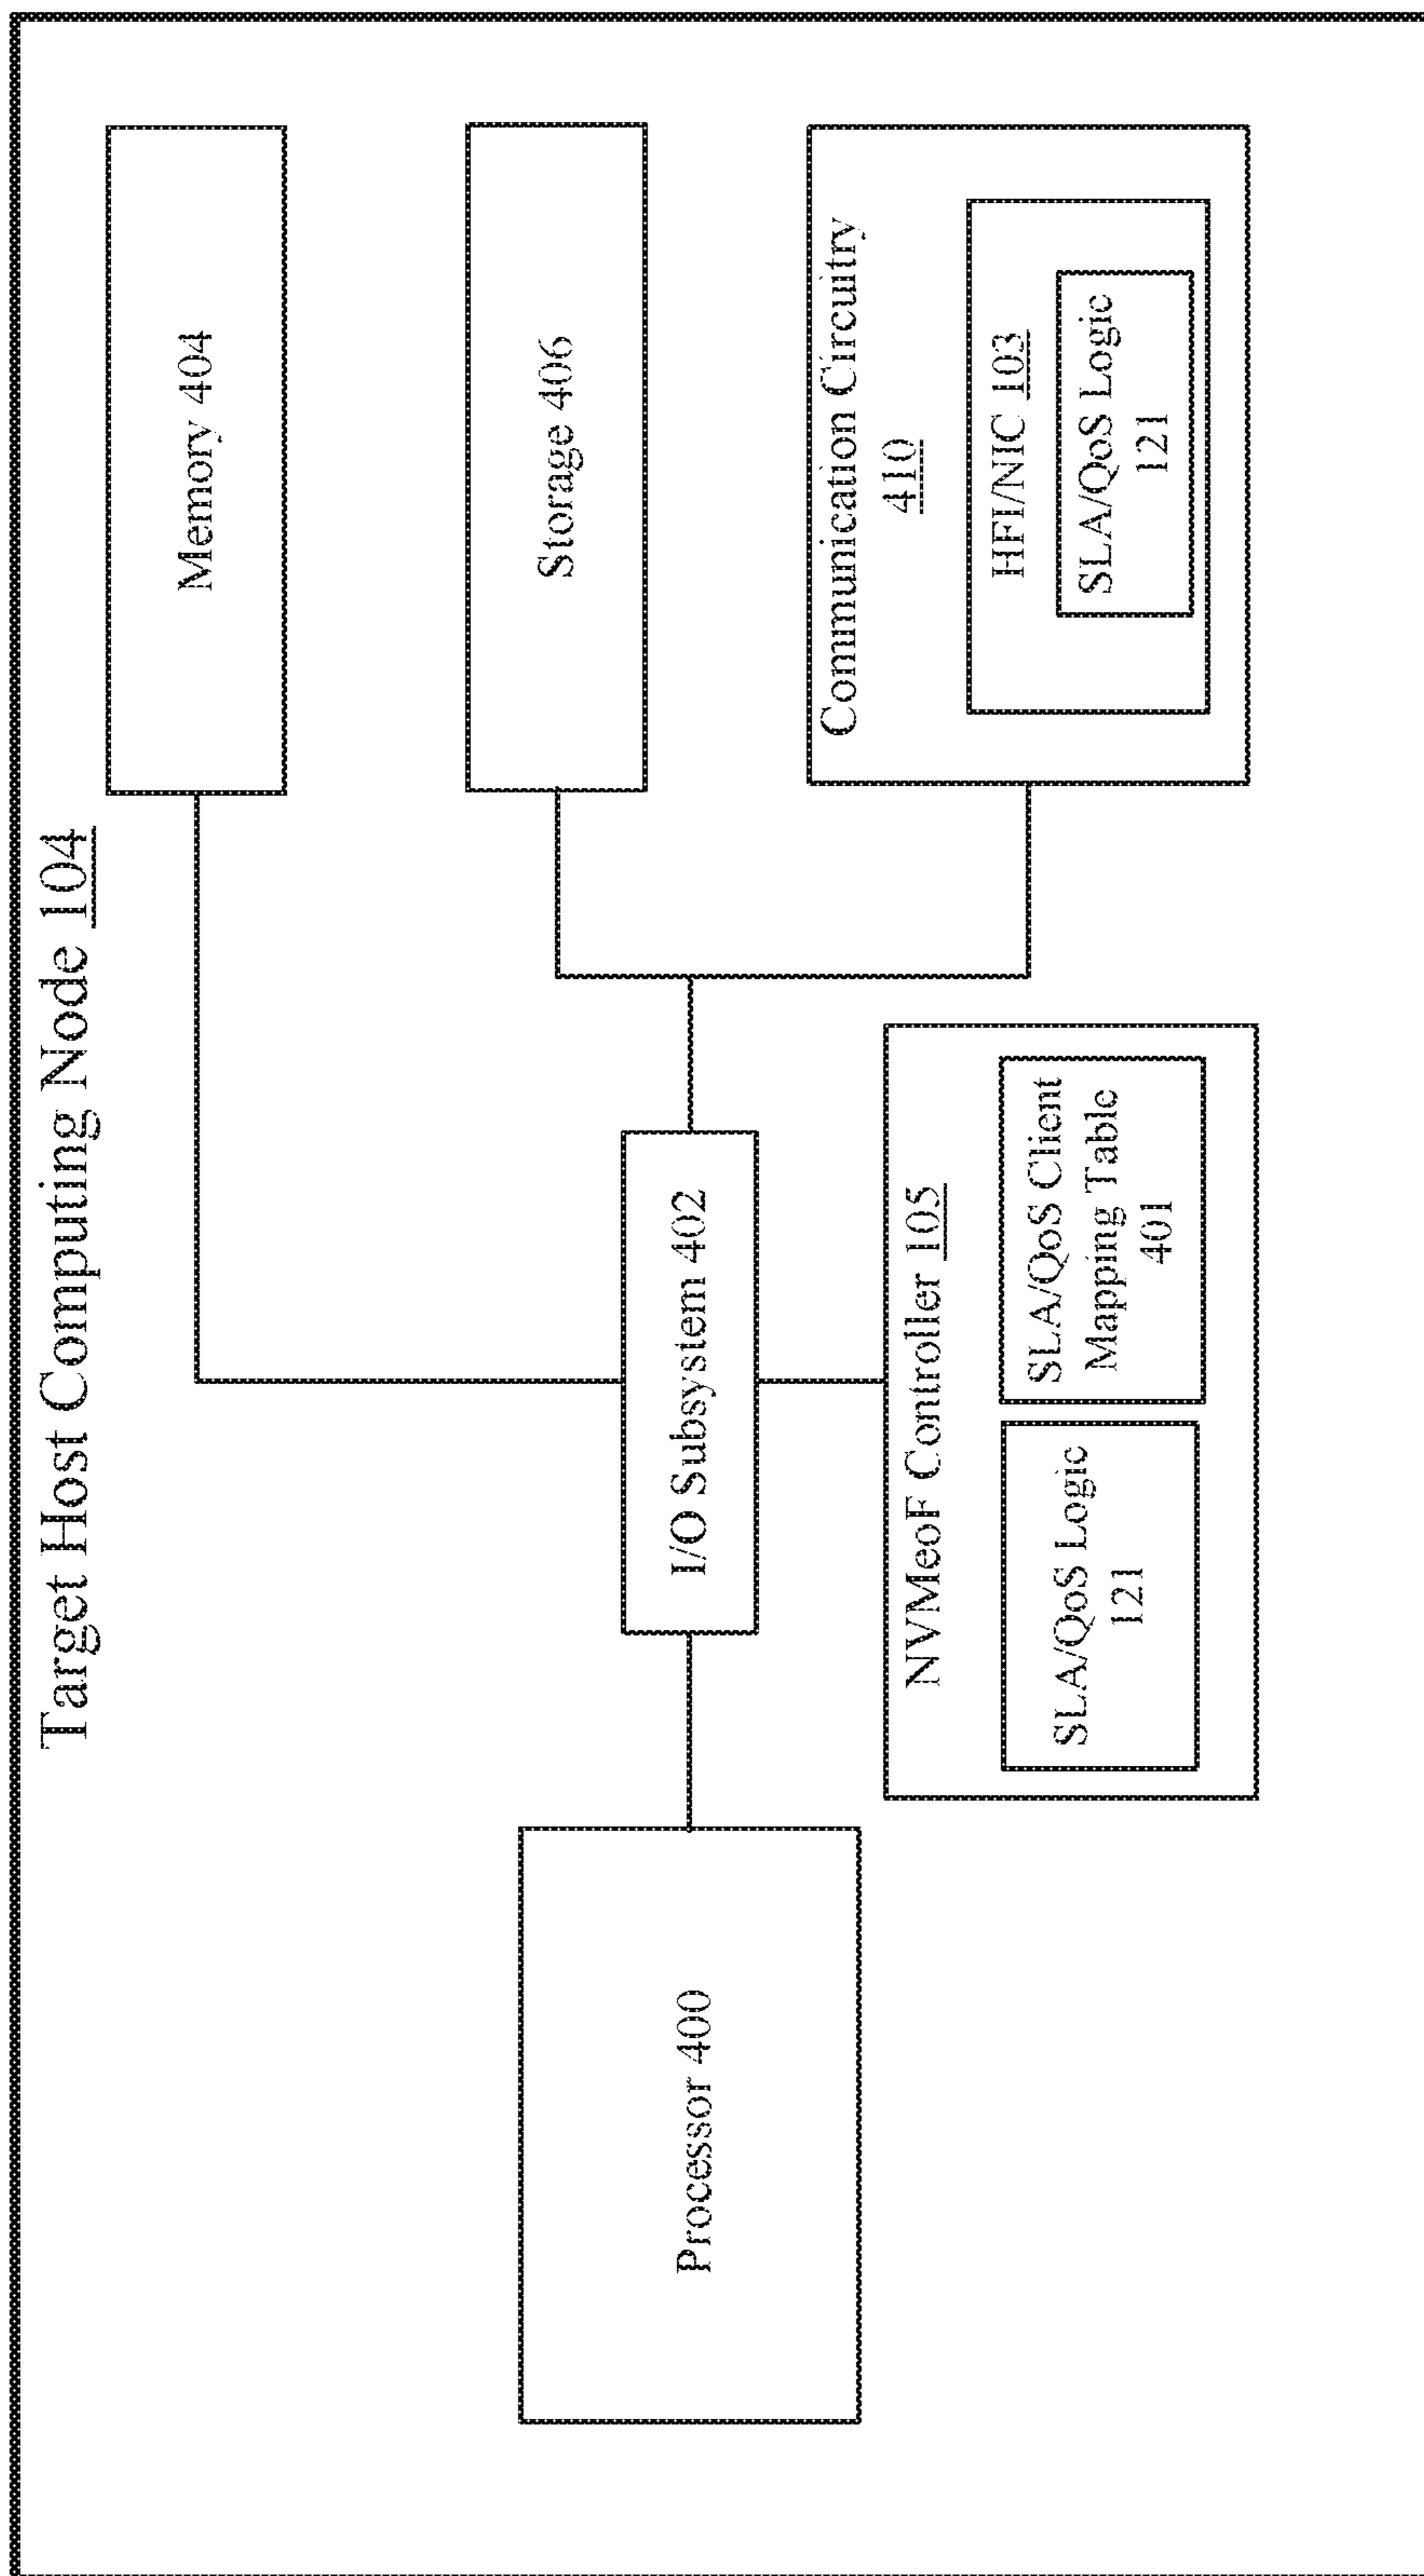 Target Host Computing Node 104
Memory 404
Storage 406
Processor 400
I/O Subsystem 402
Communication Circuitry
410
HFI/NIC 103
SLA/QoS Logic
121
NVMeoF Controller 105
SLA/QoS Logic
121
SLA/QoS Client
Mapping Table
401